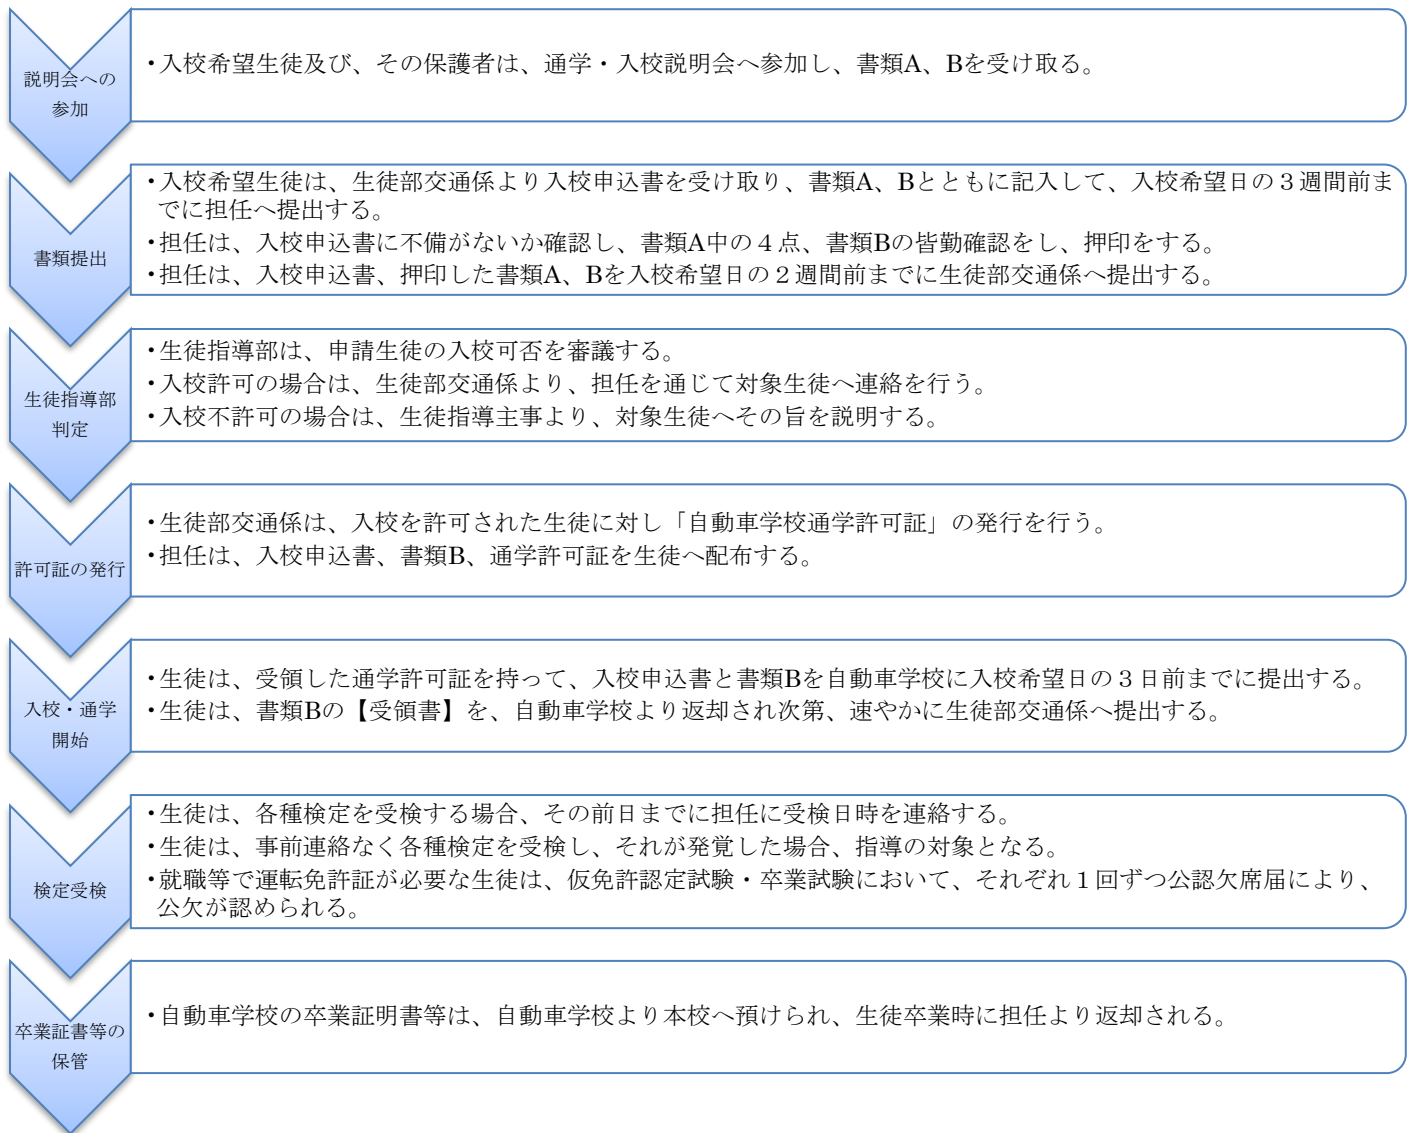 説明会への
参加
・入校希望生徒及び、その保護者は、通学・入校説明会へ参加し、書類A、Bを受け取る。
書類提出
・入校希望生徒は、生徒部交通係より入校申込書を受け取り、書類A、Bとともに記入して、入校希望日の３週間前ま
でに担任へ提出する。
・担任は、入校申込書に不備がないか確認し、書類A中の４点、書類Bの皆勤確認をし、押印をする。
・担任は、入校申込書、押印した書類A、Bを入校希望日の２週間前までに生徒部交通係へ提出する。
生徒指導部
判定
・生徒指導部は、申請生徒の入校可否を審議する。
・入校許可の場合は、生徒部交通係より、担任を通じて対象生徒へ連絡を行う。
・入校不許可の場合は、生徒指導主事より、対象生徒へその旨を説明する。
許可証の発行
・生徒部交通係は、入校を許可された生徒に対し「自動車学校通学許可証」の発行を行う。
・担任は、入校申込書、書類B、通学許可証を生徒へ配布する。
入校・通学
開始
・生徒は、受領した通学許可証を持って、入校申込書と書類Bを自動車学校に入校希望日の３日前までに提出する。
・生徒は、書類Bの【受領書】を、自動車学校より返却され次第、速やかに生徒部交通係へ提出する。
検定受検
・生徒は、各種検定を受検する場合、その前日までに担任に受検日時を連絡する。
・生徒は、事前連絡なく各種検定を受検し、それが発覚した場合、指導の対象となる。
・就職等で運転免許証が必要な生徒は、仮免許認定試験・卒業試験において、それぞれ１回ずつ公認欠席届により、
公欠が認められる。
卒業証書等の
保管
・自動車学校の卒業証明書等は、自動車学校より本校へ預けられ、生徒卒業時に担任より返却される。